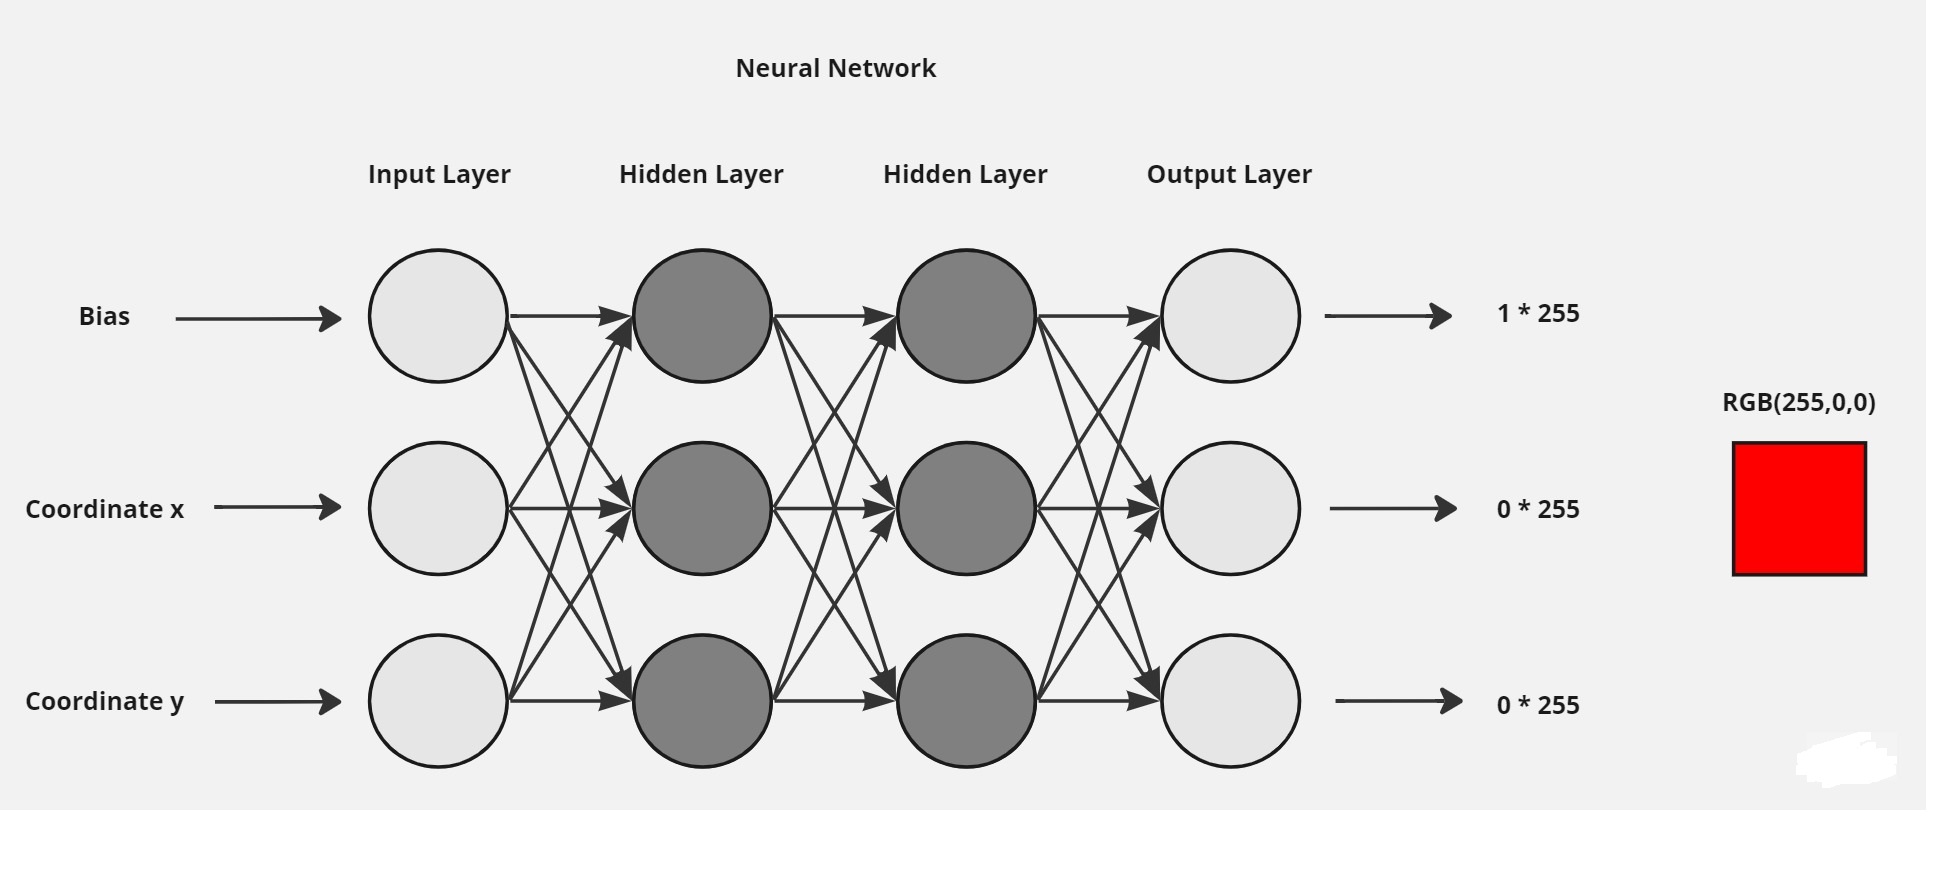 Neural Network
Input Layer
Hidden Layer
Hidden Layer
Output Layer
Bias
1 * 255
RGB(255,0,0)
Coordinate x
0 * 255
Coordinate y
0 * 255